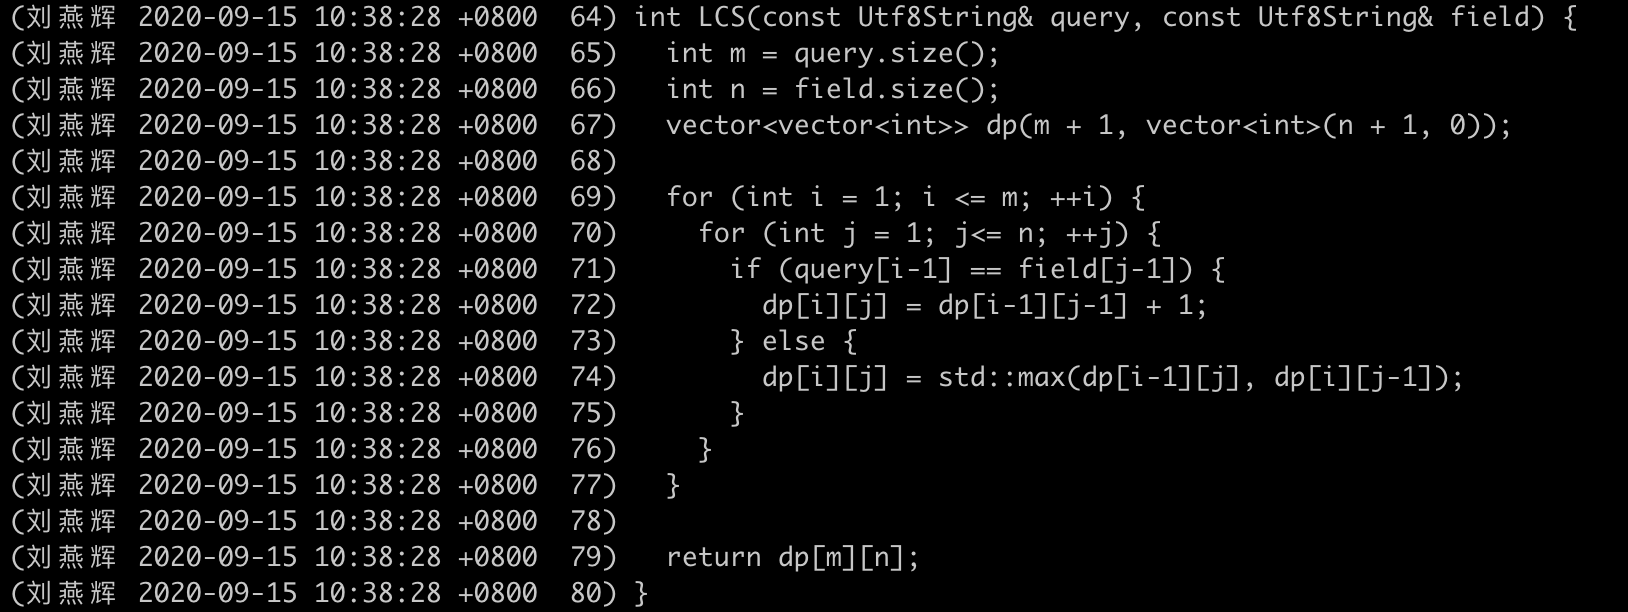 (刘燕辉 2020-09-15 10:38:28 +0800  64) int LCS(const Utf8String& query, const Utf8String& field) {
(刘燕辉 2020-09-15 10:38:28 +0800  65)   int m = query.size();
(刘燕辉 2020-09-15 10:38:28 +0800  66)   int n = field.size();
(刘燕辉 2020-09-15 10:38:28 +0800  67)   vector<vector<int>> dp(m + 1, vector<int>(n + 1, 0));
(刘燕辉 2020-09-15 10:38:28 +0800  68)
(刘燕辉 2020-09-15 10:38:28 +0800  69)   for (int i = 1; i <= m; ++i) {
(刘燕辉 2020-09-15 10:38:28 +0800  70)     for (int j = 1; j<= n; ++j) {
(刘燕辉 2020-09-15 10:38:28 +0800  71)       if (query[i-1] == field[j-1]) {
(刘燕辉 2020-09-15 10:38:28 +0800  72)         dp[i][j] = dp[i-1][j-1] + 1;
(刘燕辉 2020-09-15 10:38:28 +0800  73)       } else {
(刘燕辉 2020-09-15 10:38:28 +0800  74)         dp[i][j] = std::max(dp[i-1][j], dp[i][j-1]);
(刘燕辉 2020-09-15 10:38:28 +0800  75)       }
(刘燕辉 2020-09-15 10:38:28 +0800  76)     }
(刘燕辉 2020-09-15 10:38:28 +0800  77)   }
(刘燕辉 2020-09-15 10:38:28 +0800  78)
(刘燕辉 2020-09-15 10:38:28 +0800  79)   return dp[m][n];
(刘燕辉 2020-09-15 10:38:28 +0800  80) }